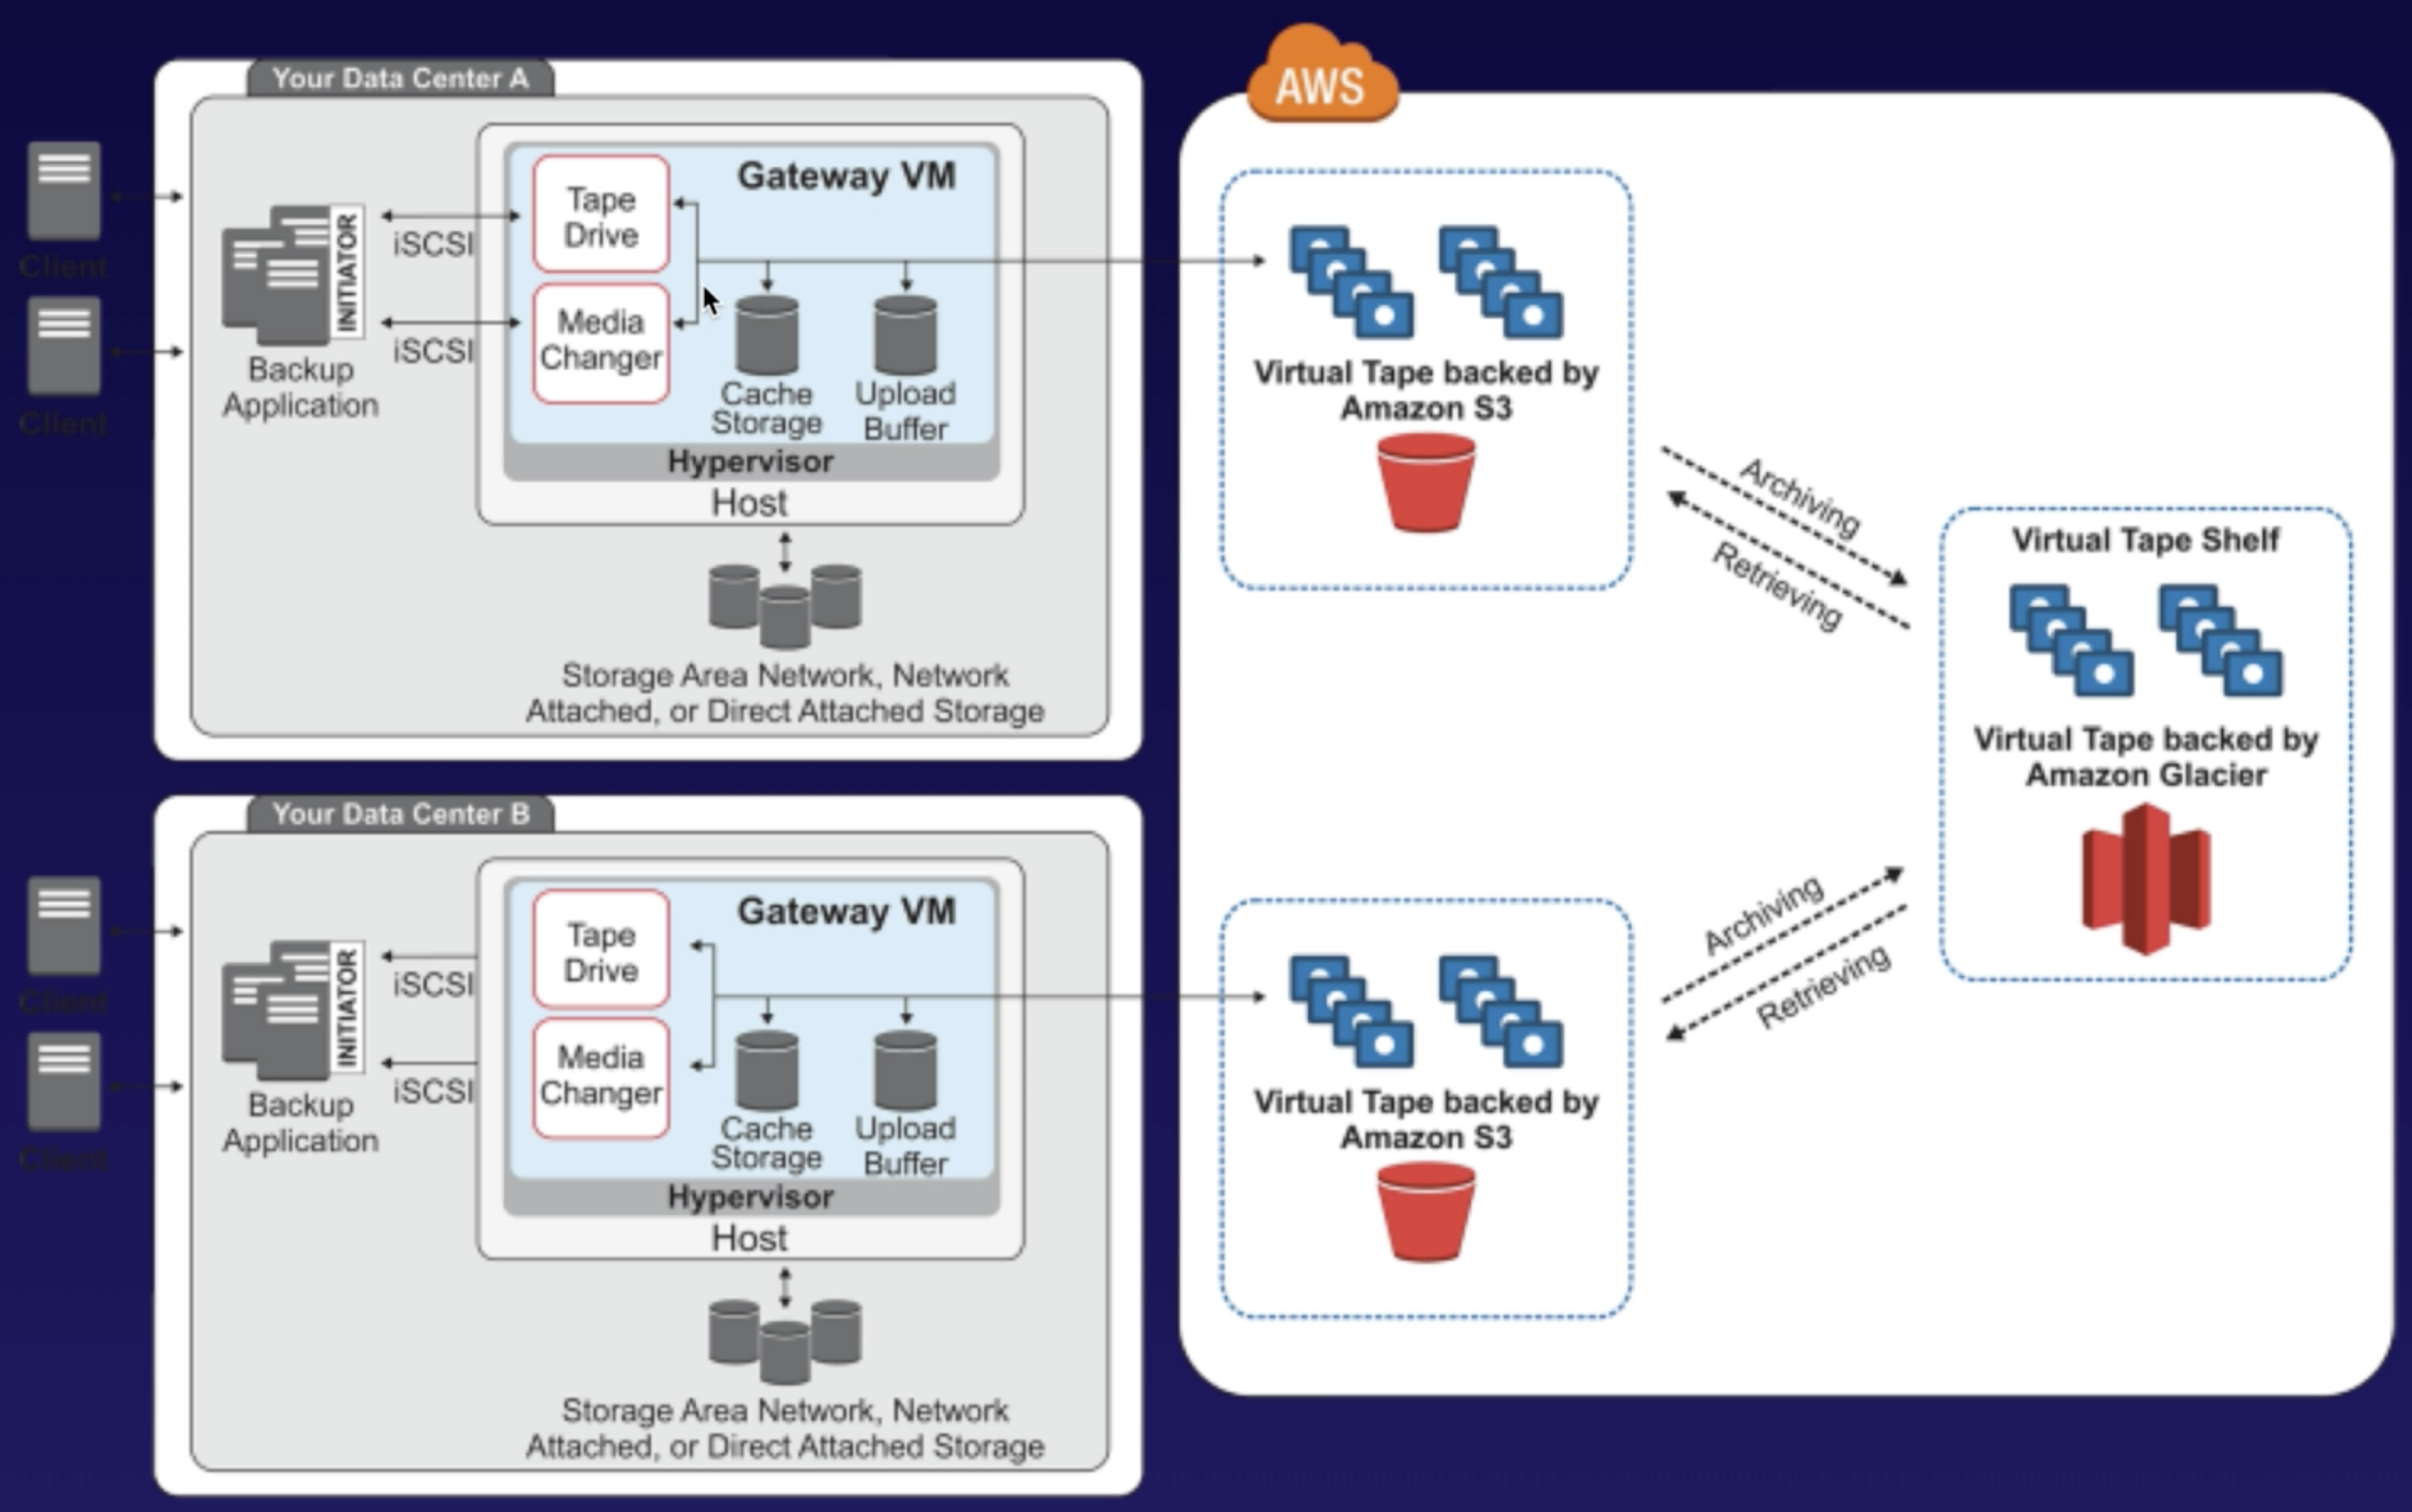 AWS
Your Data Center A
Client
Client
INITIATOR
Backup
Application
iSCSI
iSCSI
Gateway VM
Tape
Drive
Media
Changer
Cache
Storage
Upload
Buffer
Hypervisor
Host
Storage Area Network, Network
Attached, or Direct Attached Storage
Virtual Tape backed by
Amazon S3
Archiving
Retrieving
Virtual Tape Shelf
Virtual Tape backed by
Amazon Glacier
Your Data Center B
Client
Client
INITIATOR
Backup
Application
iSCSI
iSCSI
Gateway VM
Tape
Drive
Media
Changer
Cache
Storage
Upload
Buffer
Hypervisor
Host
Storage Area Network, Network
Attached, or Direct Attached Storage
Virtual Tape backed by
Amazon S3
Archiving
Retrieving